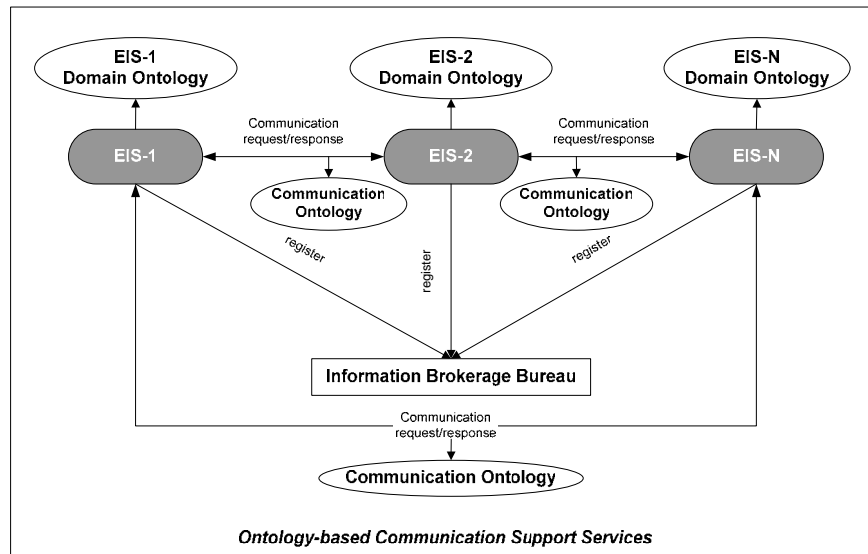 EIS-1
Domain Ontology
EIS-2
Domain Ontology
EIS-N
Domain Ontology
Communication
request/response
Communication
request/response
EIS-1
EIS-2
EIS-N
Communication
Ontology
Communication
Ontology
register
register
register
Information Brokerage Bureau
Communication
request/response
Communication Ontology
Ontology-based Communication Support Services